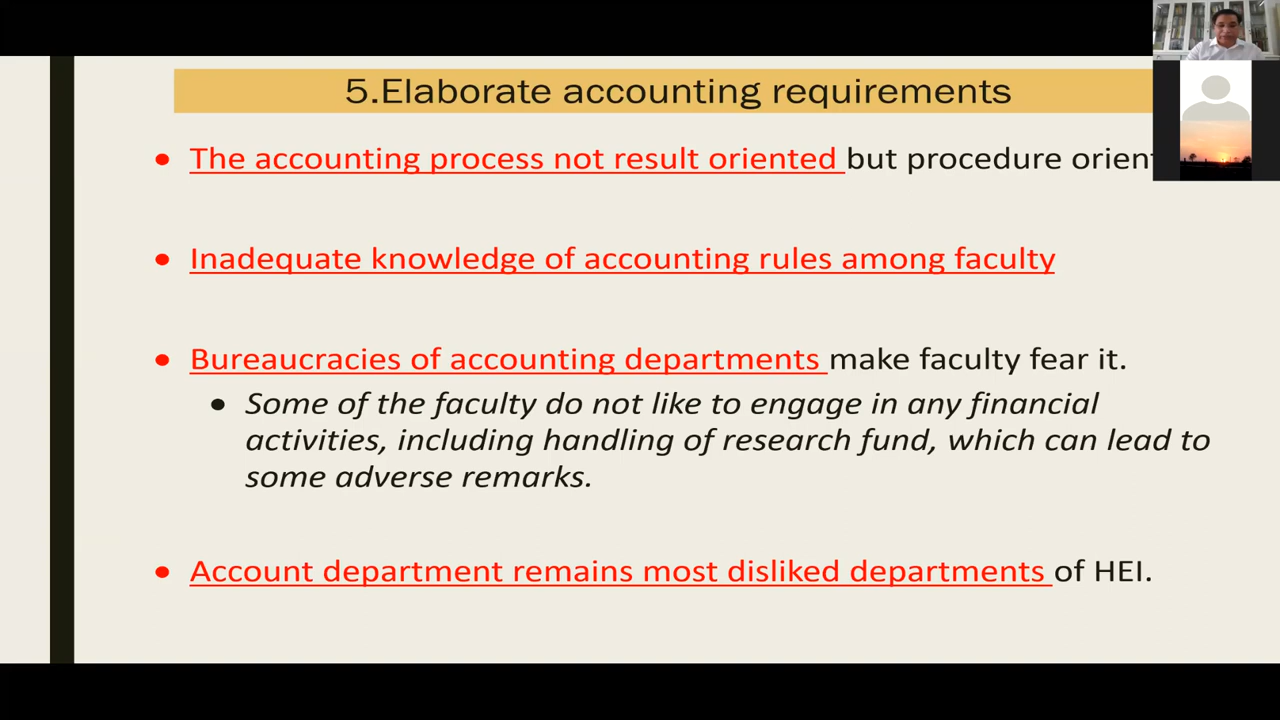 5.Elaborate accounting requirements
• The accounting process not result oriented but procedure orient
• Inadequate knowledge of accounting rules among faculty
• Bureaucracies of accounting departments make faculty fear it.
• Some of the faculty do not like to engage in any financial
activities, including handling of research fund, which can lead to
some adverse remarks.
• Account department remains most disliked departments of HEI.